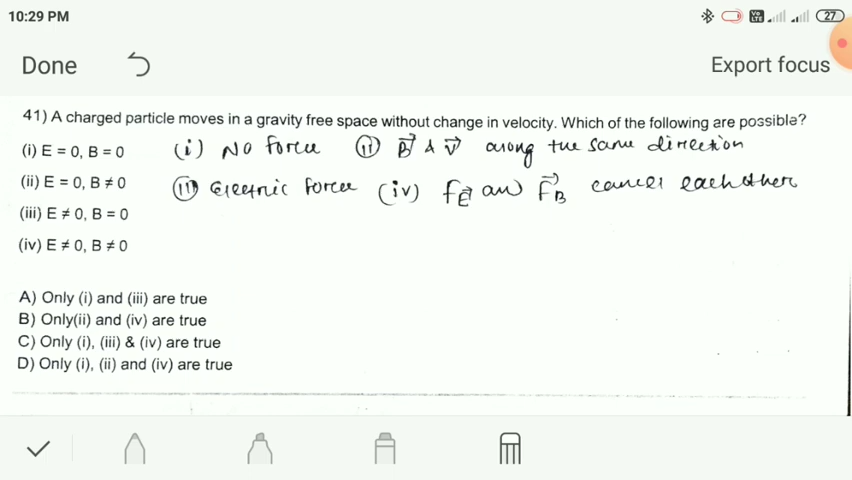 10:29 PM
27
Done
Export focus
41) A charged particle moves in a gravity free space without change in velocity. Which of the following are possible?
(i) E = 0, B = 0 (i) No force (ii) B⃗ & V⃗ along the same direction
(ii) E = 0, B ≠ 0 (iii) Electric force (iv) f E⃗ and F⃗B cancel each other
(iii) E ≠ 0, B = 0
(iv) E ≠ 0, B ≠ 0
A) Only (i) and (iii) are true
B) Only(ii) and (iv) are true
C) Only (i), (iii) & (iv) are true
D) Only (i), (ii) and (iv) are true